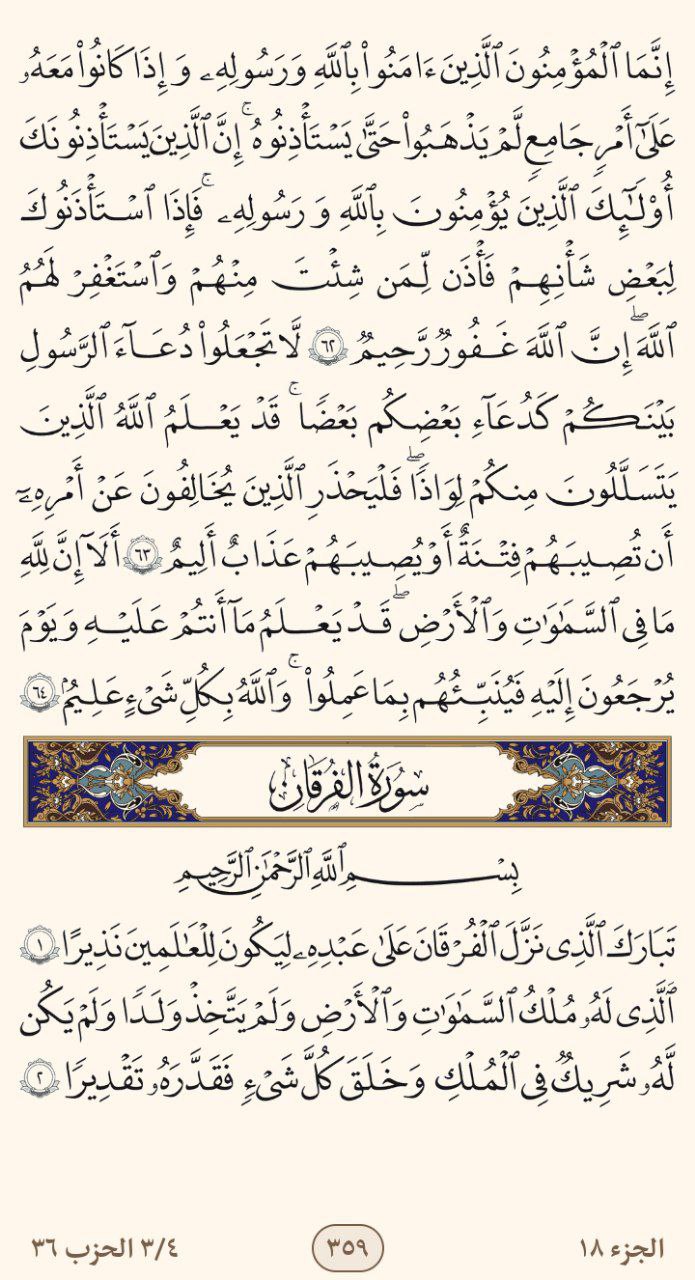 إِنَّمَا ٱلْمُؤْمِنُونَ ٱلَّذِينَ ءَامَنُوا۟ بِٱللَّهِ وَرَسُولِهِۦ وَإِذَا كَانُوا۟ مَعَهُۥ
عَلَىٰٓ أَمْرٍ جَامِعٍ لَّمْ يَذْهَبُوا۟ حَتَّىٰ يَسْتَـْٔذِنُوهُ ۚ إِنَّ ٱلَّذِينَ يَسْتَـْٔذِنُونَكَ
أُو۟لَـٰٓئِكَ ٱلَّذِينَ يُؤْمِنُونَ بِٱللَّهِ وَرَسُولِهِۦ ۚ فَإِذَا ٱسْتَـْٔذَنُوكَ
لِبَعْضِ شَأْنِهِمْ فَأْذَن لِّمَن شِئْتَ مِنْهُمْ وَٱسْتَغْفِرْ لَهُمُ
ٱللَّهَ ۖ إِنَّ ٱللَّهَ غَفُورٌ رَّحِيمٌ ٦٢ لَّا تَجْعَلُوا۟ دُعَآءَ ٱلرَّسُولِ
بَيْنَكُمْ كَدُعَآءِ بَعْضِكُم بَعْضًا ۚ قَدْ يَعْلَمُ ٱللَّهُ ٱلَّذِينَ
يَتَسَلَّلُونَ مِنكُمْ لِوَاذًا ۖ فَلْيَحْذَرِ ٱلَّذِينَ يُخَالِفُونَ عَنْ أَمْرِهِۦٓ
أَن تُصِيبَهُمْ فِتْنَةٌ أَوْ يُصِيبَهُمْ عَذَابٌ أَلِيمٌ ٦٣ أَلَآ إِنَّ لِلَّهِ
مَا فِى ٱلسَّمَـٰوَٰتِ وَٱلْأَرْضِ ۖ قَدْ يَعْلَمُ مَآ أَنتُمْ عَلَيْهِ وَيَوْمَ
يُرْجَعُونَ إِلَيْهِ فَيُنَبِّئُهُم بِمَا عَمِلُوا۟ ۗ وَٱللَّهُ بِكُلِّ شَىْءٍ عَلِيمٌۢ ٦٤
سُورَةُ الفُرْقَانِ
بِسْمِ ٱللَّهِ ٱلرَّحْمَـٰنِ ٱلرَّحِيمِ
تَبَارَكَ ٱلَّذِى نَزَّلَ ٱلْفُرْقَانَ عَلَىٰ عَبْدِهِۦ لِيَكُونَ لِلْعَـٰلَمِينَ نَذِيرًا ١
ٱلَّذِى لَهُۥ مُلْكُ ٱلسَّمَـٰوَٰتِ وَٱلْأَرْضِ وَلَمْ يَتَّخِذْ وَلَدًا وَلَمْ يَكُن
لَّهُۥ شَرِيكٌ فِى ٱلْمُلْكِ وَخَلَقَ كُلَّ شَىْءٍ فَقَدَّرَهُۥ تَقْدِيرًا ٢
الجزء ١٨
٣٥٩
٣/٤ الحزب ٣٦